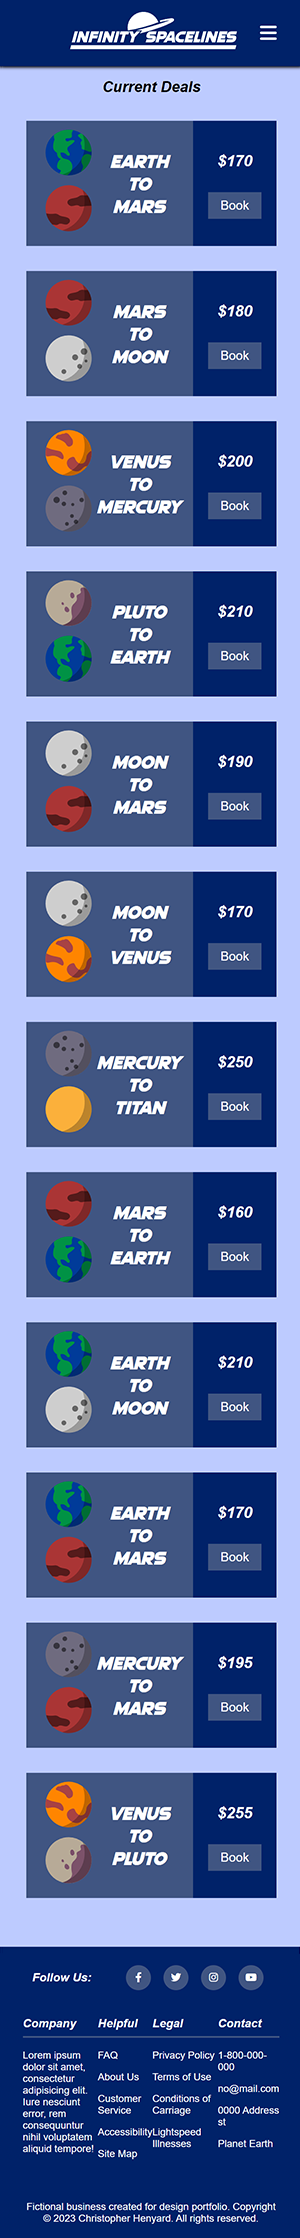 INFINITY SPACELINES
Current Deals
EARTH
TO
MARS
$170
Book
MARS
TO
MOON
$180
Book
VENUS
TO
MERCURY
$200
Book
PLUTO
TO
EARTH
$210
Book
MOON
TO
MARS
$190
Book
MOON
TO
VENUS
$170
Book
MERCURY
TO
TITAN
$250
Book
MARS
TO
EARTH
$160
Book
EARTH
TO
MOON
$210
Book
EARTH
TO
MARS
$170
Book
MERCURY
TO
MARS
$195
Book
VENUS
TO
PLUTO
$255
Book
Follow Us:
Company
Lorem ipsum
dolor sit amet,
consectetur
adipisicing elit.
Iure nesciunt
error, rem
consequuntur
nihil voluptatem
aliquid tempore!
Helpful
FAQ
About Us
Customer
Service
Accessibility
Site Map
Legal
Privacy Policy
Terms of Use
Conditions of
Carriage
Lightspeed
Illnesses
Contact
1-800-000-
000
no@mail.com
0000 Address
st
Planet Earth
Fictional business created for design portfolio. Copyright
© 2023 Christopher Henyard. All rights reserved.